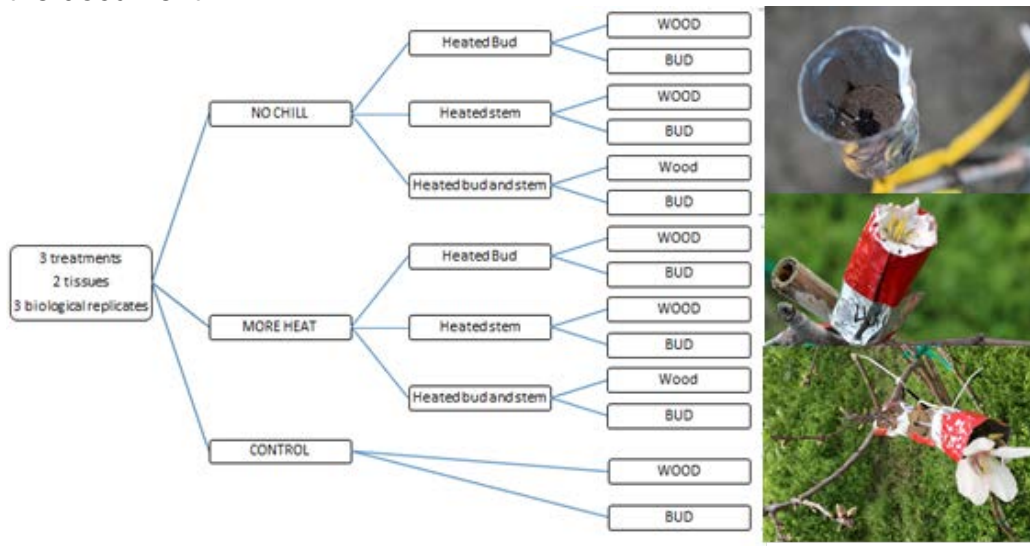 Heated Bud
WOOD
BUD
NO CHILL
Heated stem
WOOD
BUD
Heated bud and stem
Wood
BUD
3 treatments
2 tissues
3 biological replicates
Heated Bud
WOOD
BUD
MORE HEAT
Heated stem
WOOD
BUD
Heated bud and stem
Wood
BUD
CONTROL
WOOD
BUD